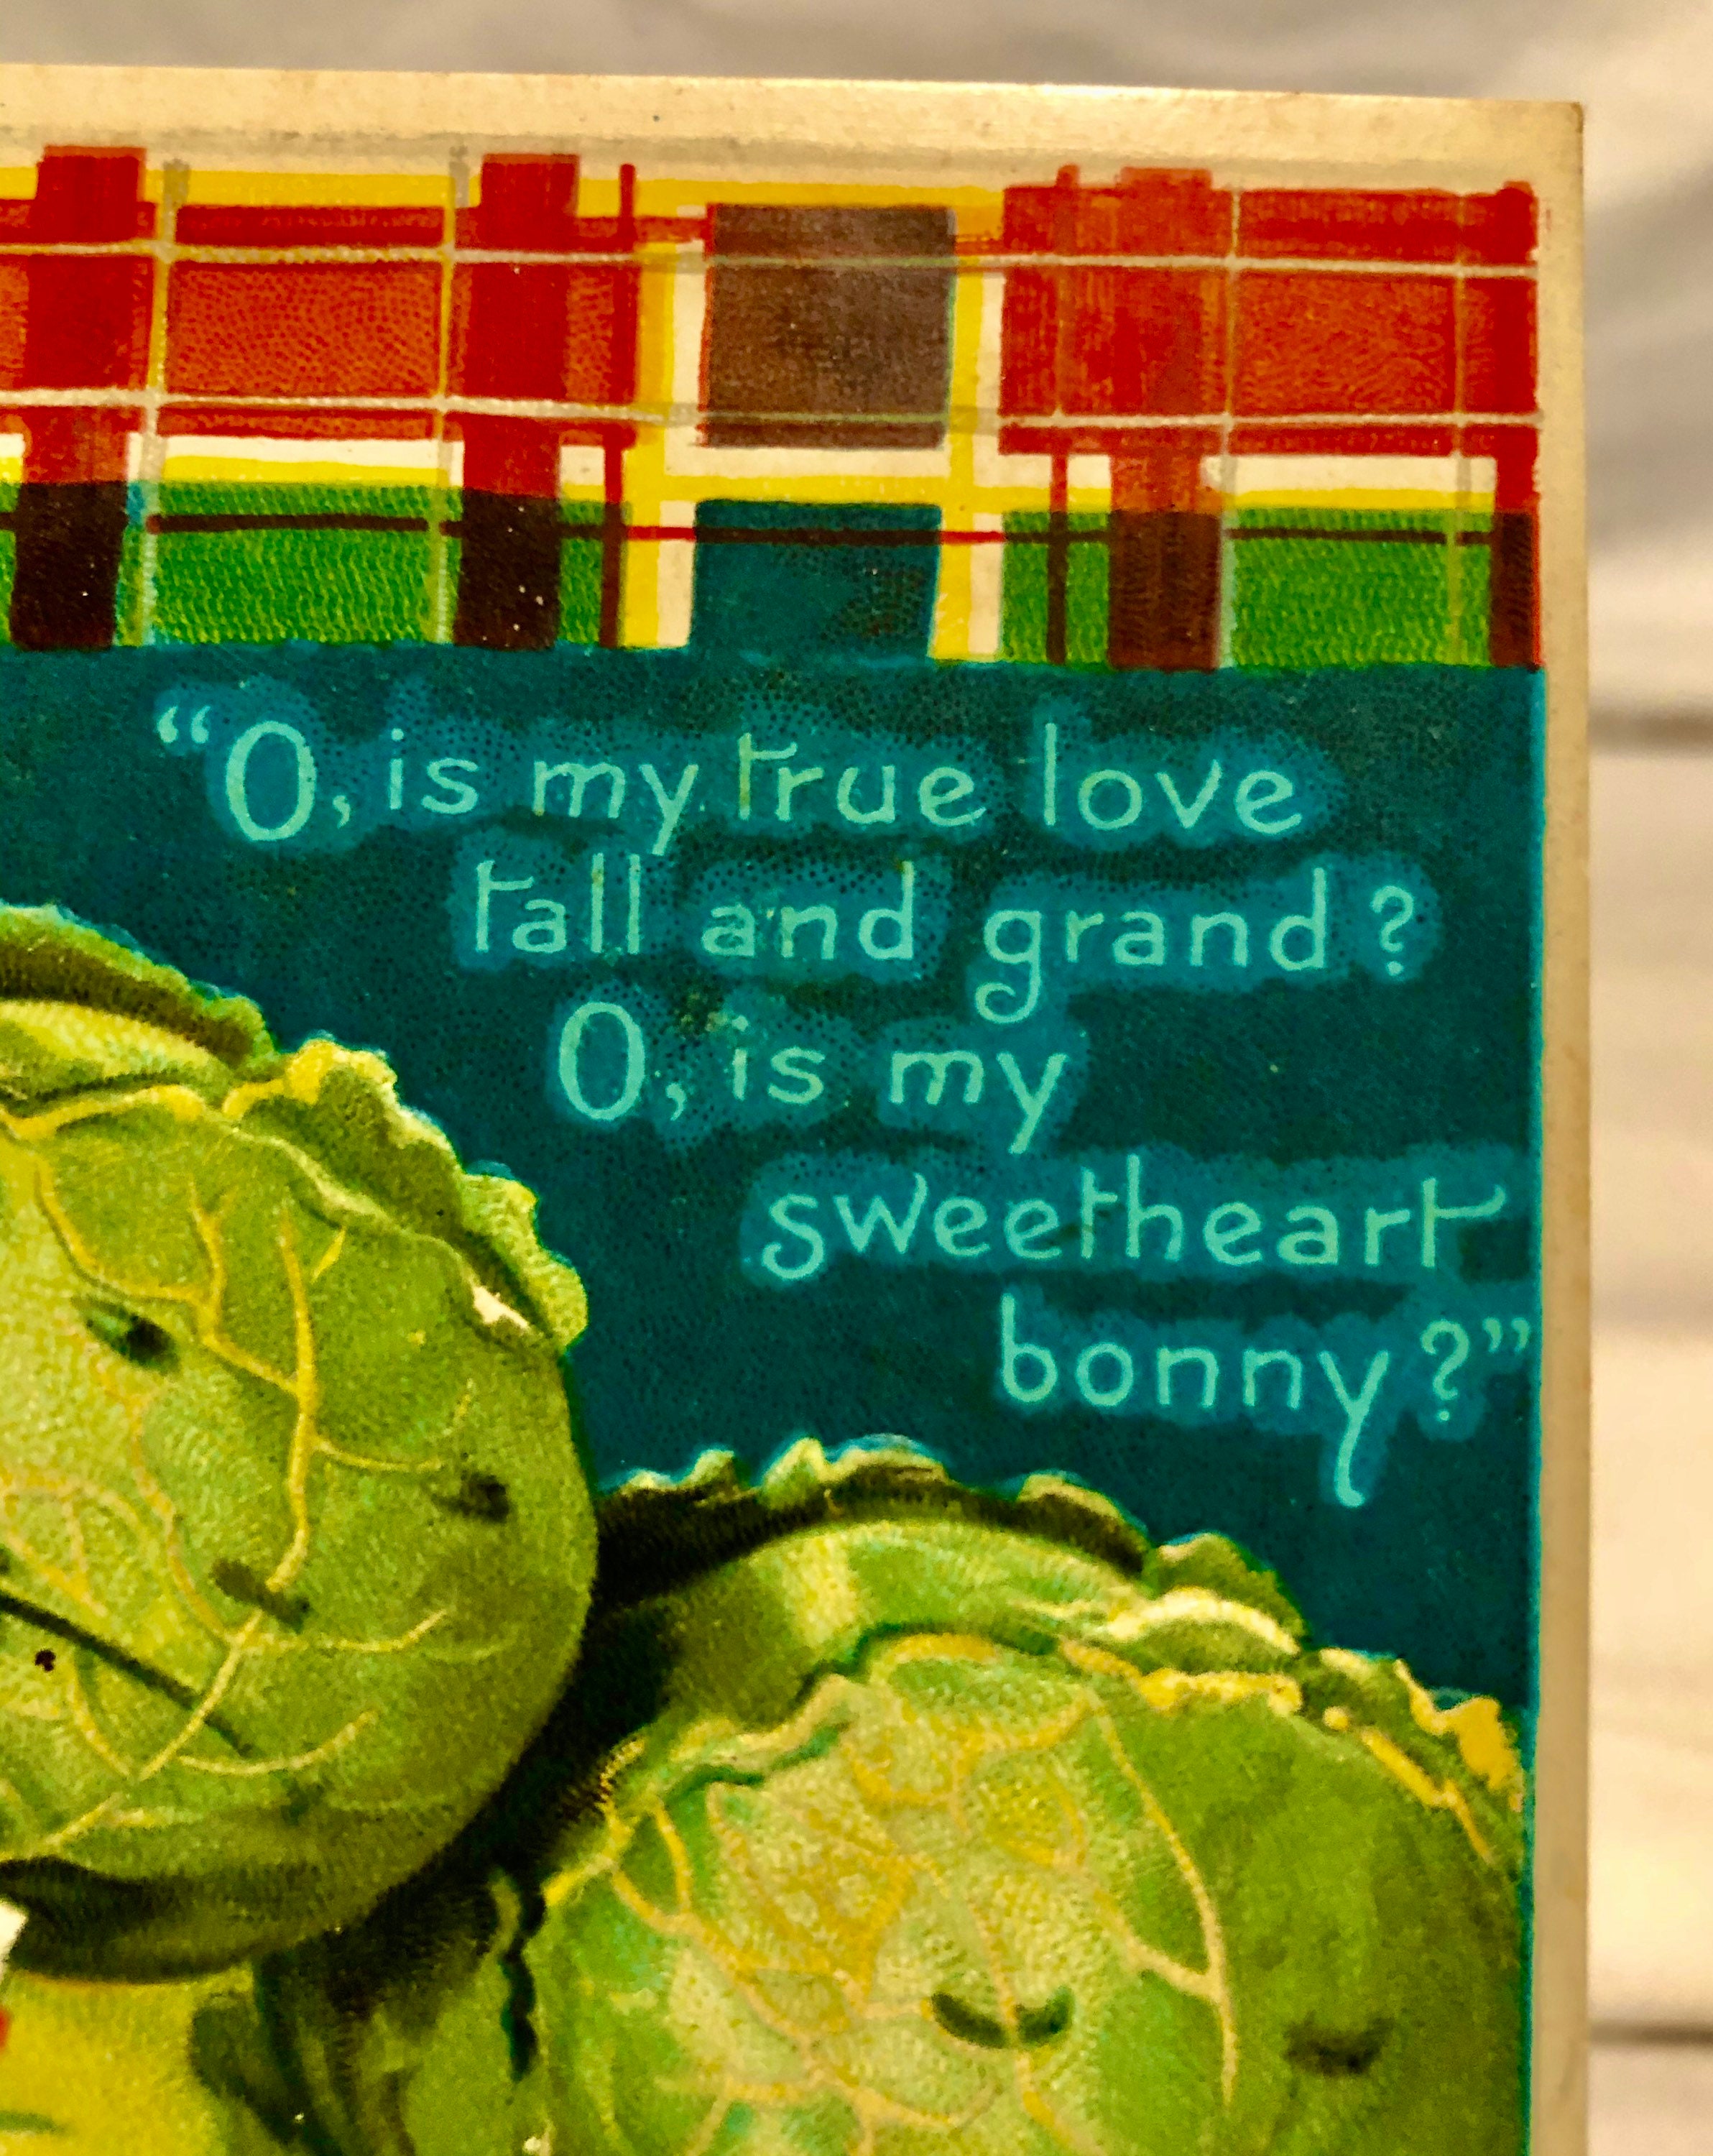 “O, is my true love
tall and grand?
O, is my
sweetheart
bonny?”